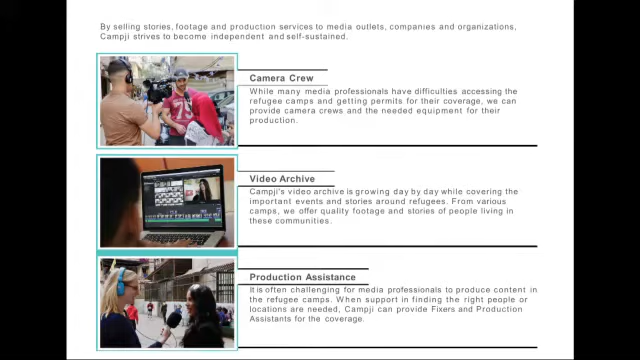 By selling stories, footage and production services to media outlets, companies and organizations,
Campji strives to become independent and self-sustained.
Camera Crew
While many media professionals have difficulties accessing the
refugee camps and getting permits for their coverage, we can
provide camera crews and the needed equipment for their
production.
Video Archive
Campji's video archive is growing day by day while covering the
important events and stories around refugees. From various
camps, we offer quality footage and stories of people living in
these communities.
Production Assistance
It is often challenging for media professionals to produce content in
the refugee camps. When support in finding the right people or
locations are needed, Campji can provide Fixers and Production
Assistants for the coverage.